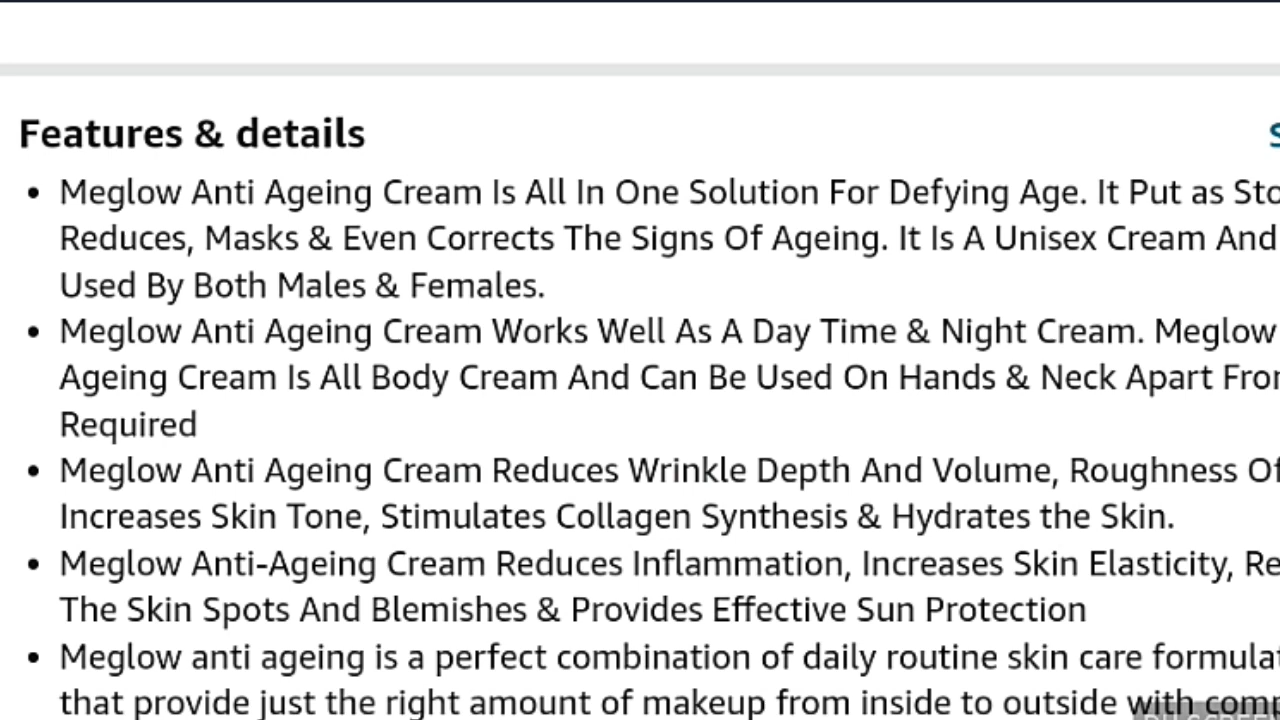 Features & details
• Meglow Anti Ageing Cream Is All In One Solution For Defying Age. It Put as
Reduces, Masks & Even Corrects The Signs Of Ageing. It Is A Unisex Cream And
Used By Both Males & Females.
• Meglow Anti Ageing Cream Works Well As A Day Time & Night Cream. Meglow
Ageing Cream Is All Body Cream And Can Be Used On Hands & Neck Apart
Required
• Meglow Anti Ageing Cream Reduces Wrinkle Depth And Volume, Roughness Of
Increases Skin Tone, Stimulates Collagen Synthesis & Hydrates the Skin.
• Meglow Anti-Ageing Cream Reduces Inflammation, Increases Skin Elasticity,
The Skin Spots And Blemishes & Provides Effective Sun Protection
• Meglow anti ageing is a perfect combination of daily routine skin care
that provide just the right amount of makeup from inside to outside with